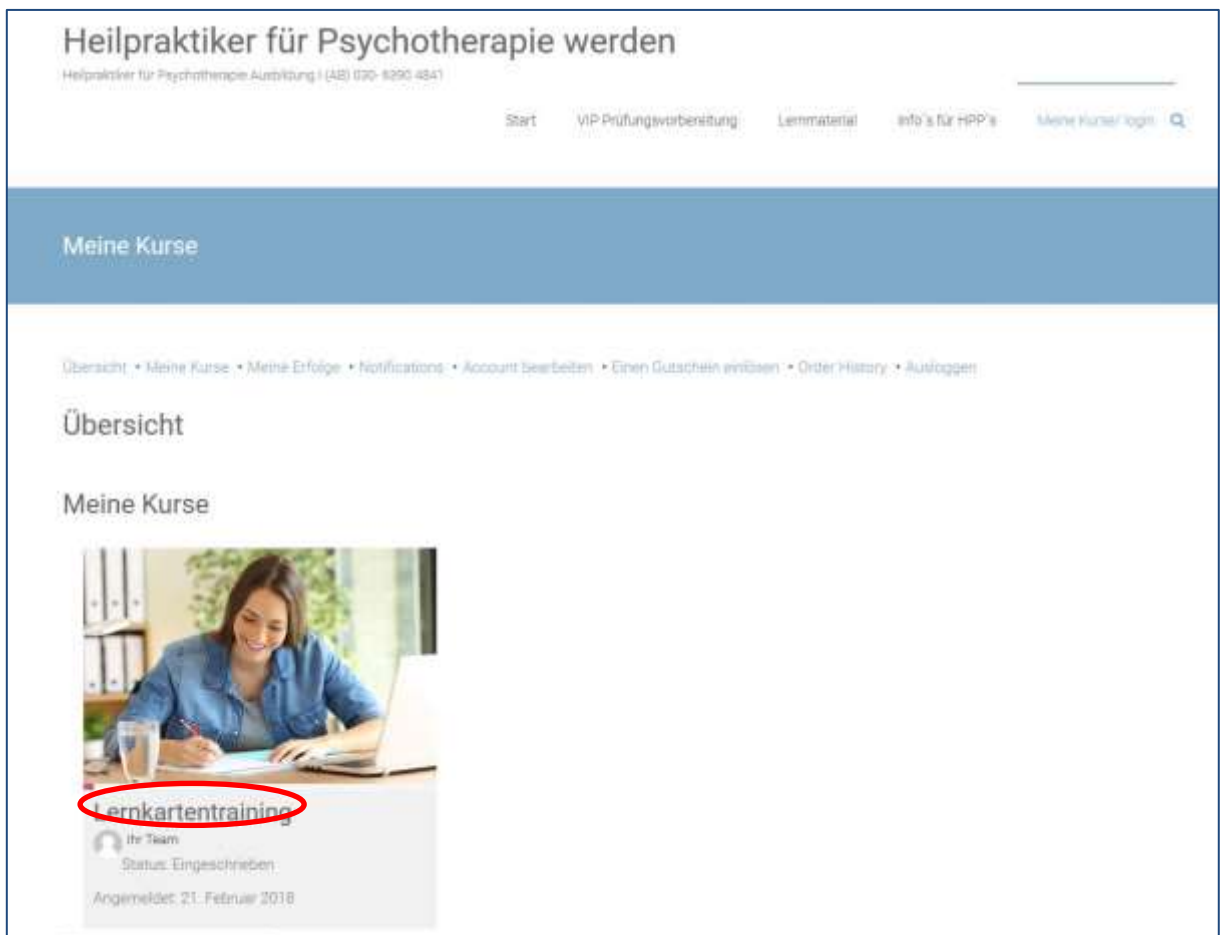 Heilpraktiker für Psychotherapie werden
Heilpraktiker für Psychotherapie Ausbildung I (AB) 030- 6290 4841
Start VIP Prüfungsvorbereitung Lernmaterial Info´s für HPP´s Meine Kurse/ login
Meine Kurse
Übersicht • Meine Kurse • Meine Erfolge • Notifications • Account bearbeiten • Einen Gutschein einlösen • Order History • Ausloggen
Übersicht
Meine Kurse
Lernkartentraining
Ihr Team
Status: Eingeschrieben
Angemeldet: 21. Februar 2018